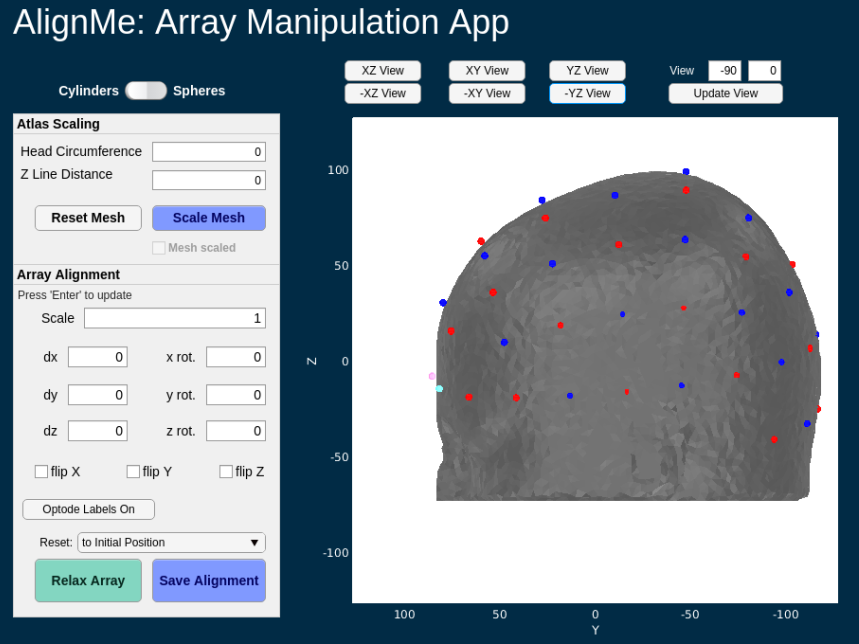 AlignMe: Array Manipulation App
XZ View XY View YZ View View -90 0
-XZ View -XY View -YZ View Update View
Cylinders Spheres
Atlas Scaling
Head Circumference 0
Z Line Distance 0
Reset Mesh Scale Mesh
Mesh scaled
Array Alignment
Press 'Enter' to update
Scale 1
dx 0 x rot. 0
dy 0 y rot. 0
dz 0 z rot. 0
flip X flip Y flip Z
Optode Labels On
Reset: to Initial Position
Relax Array Save Alignment
100
50
0
-50
-100
Z
100 50 0 -50 -100
Y